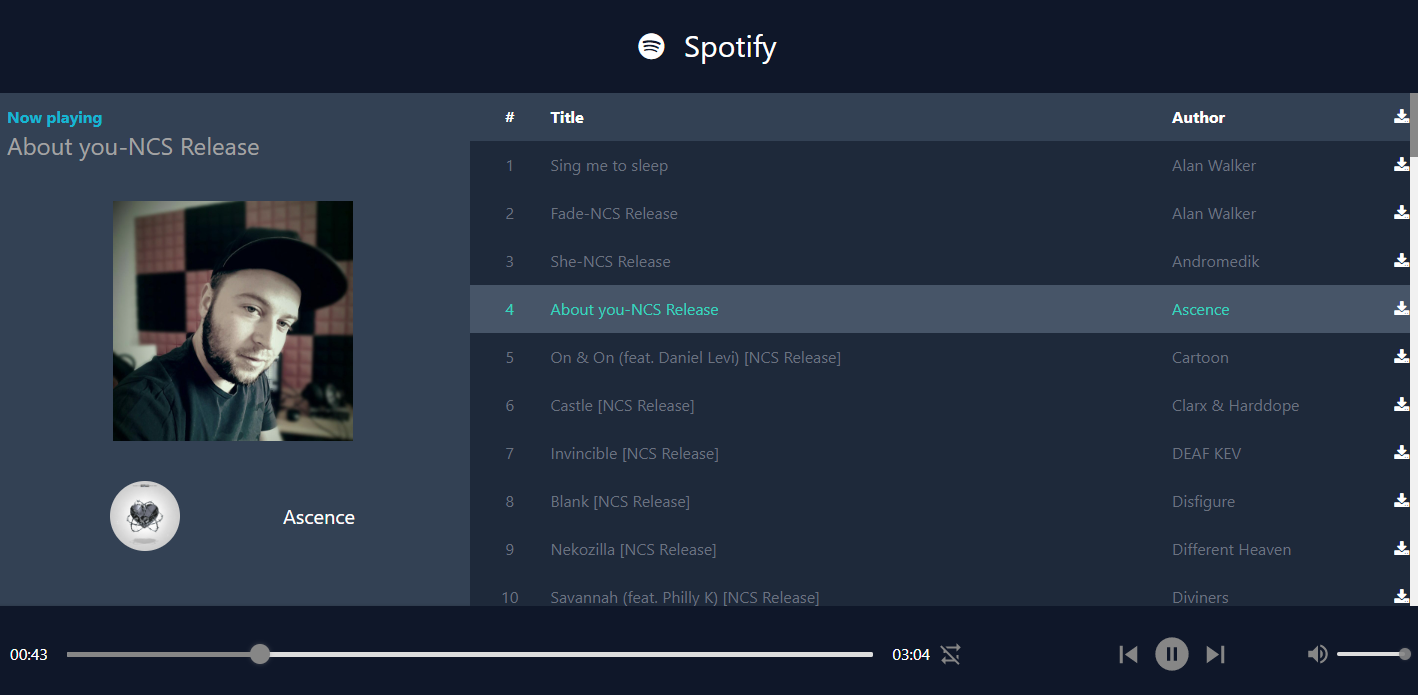 Spotify
Now playing
About you-NCS Release
Ascence
# Title Author
1 Sing me to sleep Alan Walker
2 Fade-NCS Release Alan Walker
3 She-NCS Release Andromedik
4 About you-NCS Release Ascence
5 On & On (feat. Daniel Levi) [NCS Release] Cartoon
6 Castle [NCS Release] Clarx & Harddope
7 Invincible [NCS Release] DEAF KEV
8 Blank [NCS Release] Disfigure
9 Nekozilla [NCS Release] Different Heaven
10 Savannah (feat. Philly K) [NCS Release] Diviners
00:43 03:04